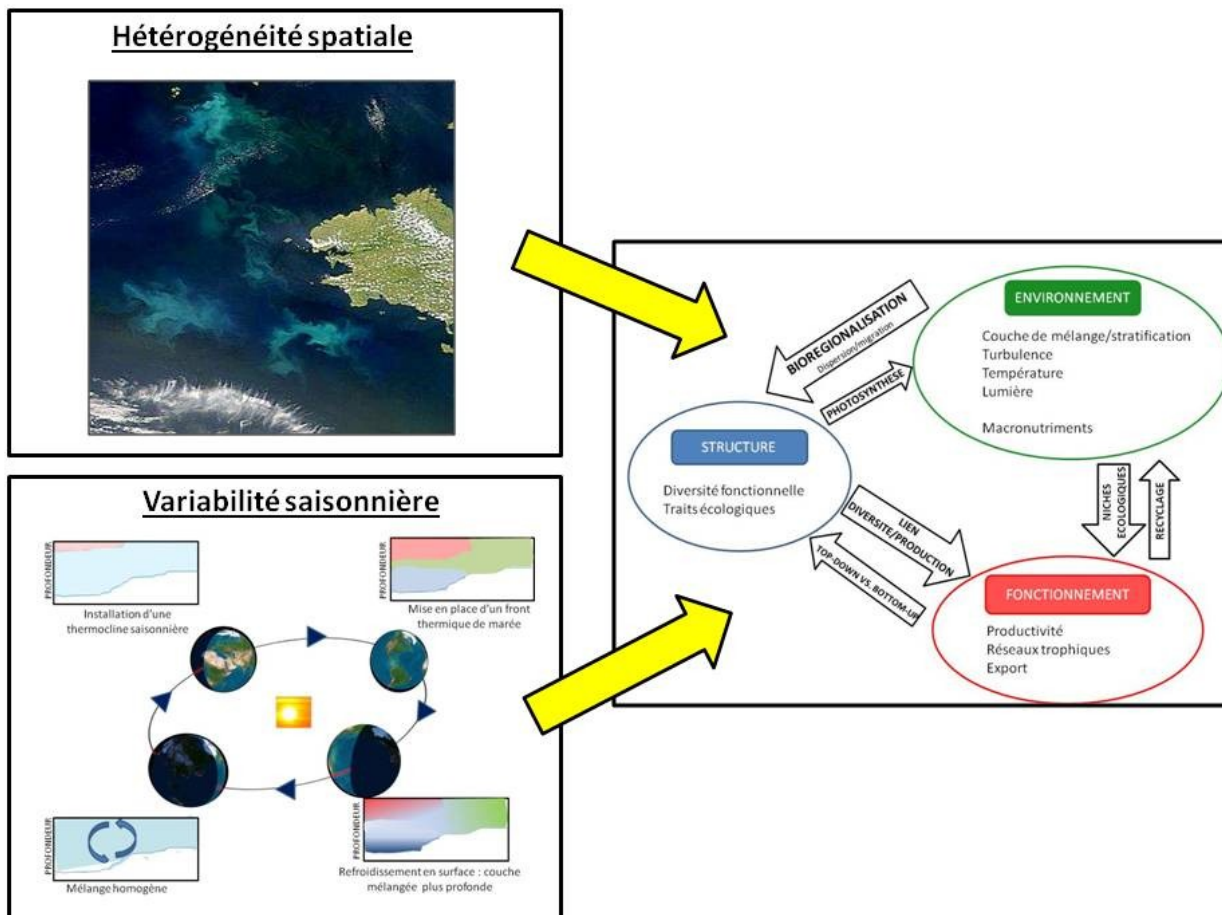 Hétérogénéité spatiale
Variabilité saisonnière
PROFONDEUR
Installation d'une
thermocline saisonnière
PROFONDEUR
Mise en place d'un front
thermique de marée
PROFONDEUR
Mélange homogène
PROFONDEUR
Refroidissement en surface : couche
mélangée plus profonde
BIOREGIONALISATION
Dispersion/migration
PHOTOSYNTHESE
ENVIRONNEMENT
Couche de mélange/stratification
Turbulence
Température
Lumière
Macronutriments
STRUCTURE
Diversité fonctionnelle
Traits écologiques
LIEN
DIVERSITE/PRODUCTION
TOP-DOWN VS. BOTTOM-UP
NICHES
ECOLOGIQUES
RECYCLAGE
FONCTIONNEMENT
Productivité
Réseaux trophiques
Export